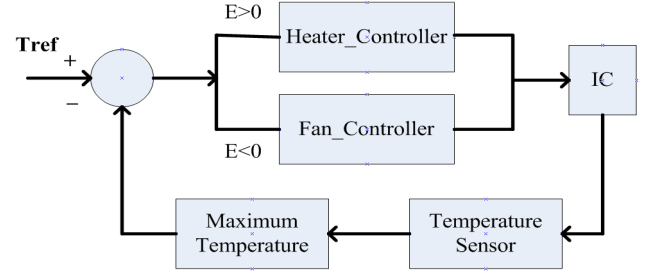 E>0
Heater_Controller
Tref
+
−
IC
Fan_Controller
E<0
Maximum
Temperature
Temperature
Sensor